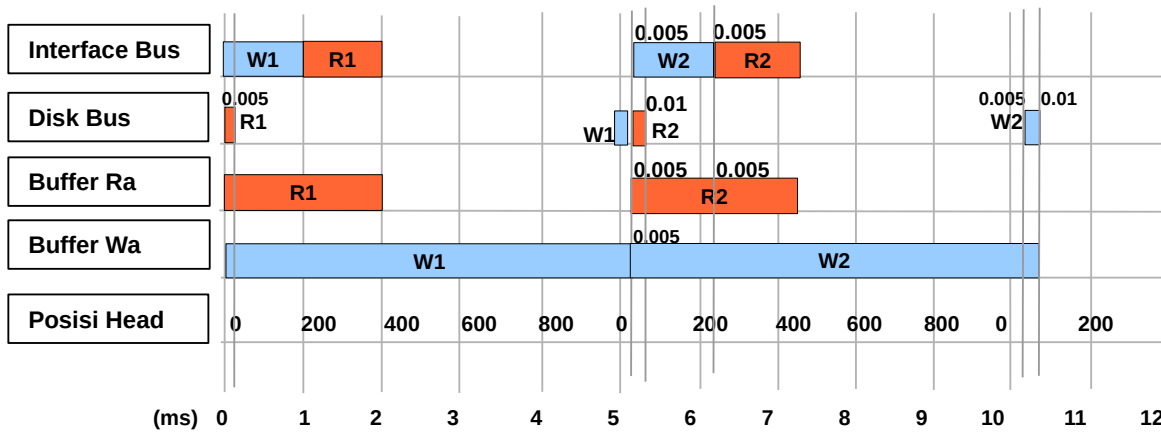 0.005 0.005
Interface Bus W1 R1 W2 R2
0.005 0.01 0.005 0.01
Disk Bus R1 W1 R2 W2
Buffer Ra R1 0.005 0.005
R2
Buffer Wa 0.005
W1 W2
Posisi Head 0 200 400 600 800 0 200 400 600 800 0 200
(ms) 0 1 2 3 4 5 6 7 8 9 10 11 12